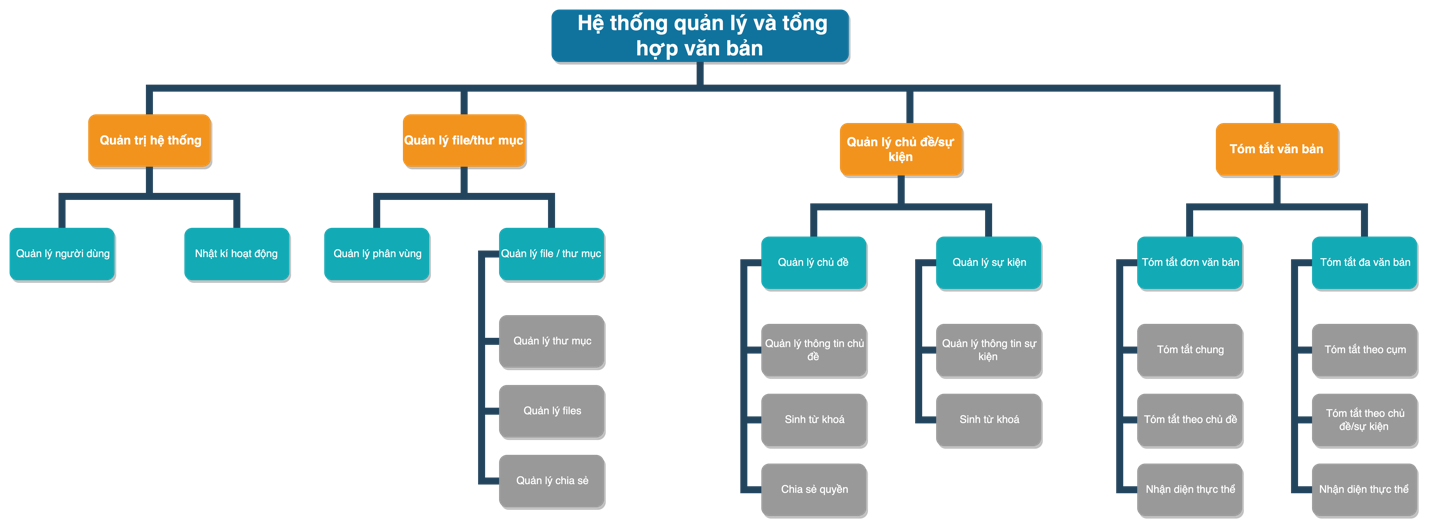 Hệ thống quản lý và tổng
hợp văn bản
Quản trị hệ thống
Quản lý file/thư mục
Quản lý chủ đề/sự
kiện
Tóm tắt văn bản
Quản lý người dùng
Nhật kí hoạt động
Quản lý phân vùng
Quản lý file / thư mục
Quản lý chủ đề
Quản lý sự kiện
Tóm tắt đơn văn bản
Tóm tắt đa văn bản
Quản lý thư mục
Quản lý thông tin chủ
đề
Quản lý thông tin sự
kiện
Tóm tắt chung
Tóm tắt theo cụm
Quản lý files
Sinh từ khoá
Sinh từ khoá
Tóm tắt theo chủ đề
Tóm tắt theo chủ
đề/sự kiện
Quản lý chia sẻ
Chia sẻ quyền
Nhận diện thực thể
Nhận diện thực thể